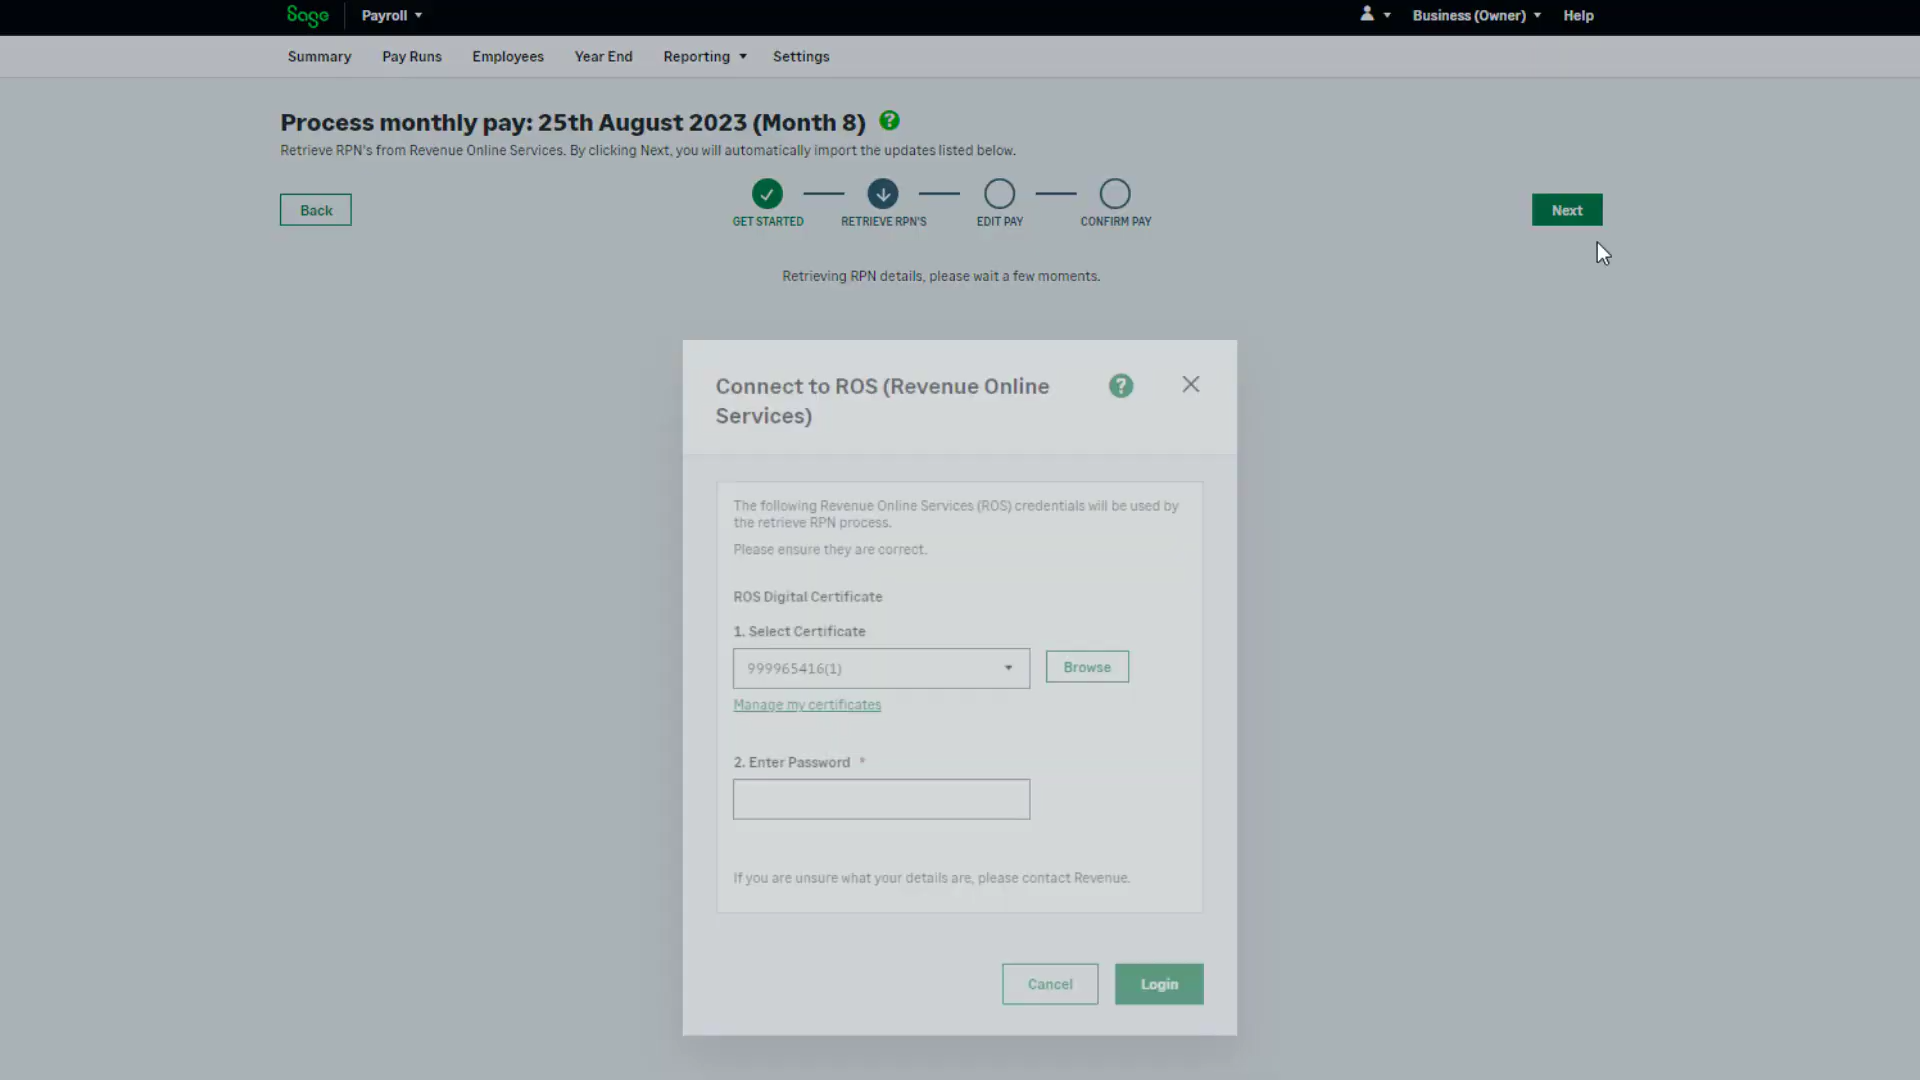 Sage
Payroll
Business (Owner)
Help
Summary
Pay Runs
Employees
Year End
Reporting
Settings
Process monthly pay: 25th August 2023 (Month 8) ?
Retrieve RPN's from Revenue Online Services. By clicking Next, you will automatically import the updates listed below.
Back
GET STARTED
RETRIEVE RPN'S
EDIT PAY
CONFIRM PAY
Next
Retrieving RPN details, please wait a few moments.
Connect to ROS (Revenue Online
Services)
?
The following Revenue Online Services (ROS) credentials will be used by
the retrieve RPN process.
Please ensure they are correct.
ROS Digital Certificate
1. Select Certificate
999965416(1)
Browse
Manage my certificates
2. Enter Password *
If you are unsure what your details are, please contact Revenue.
Cancel
Login